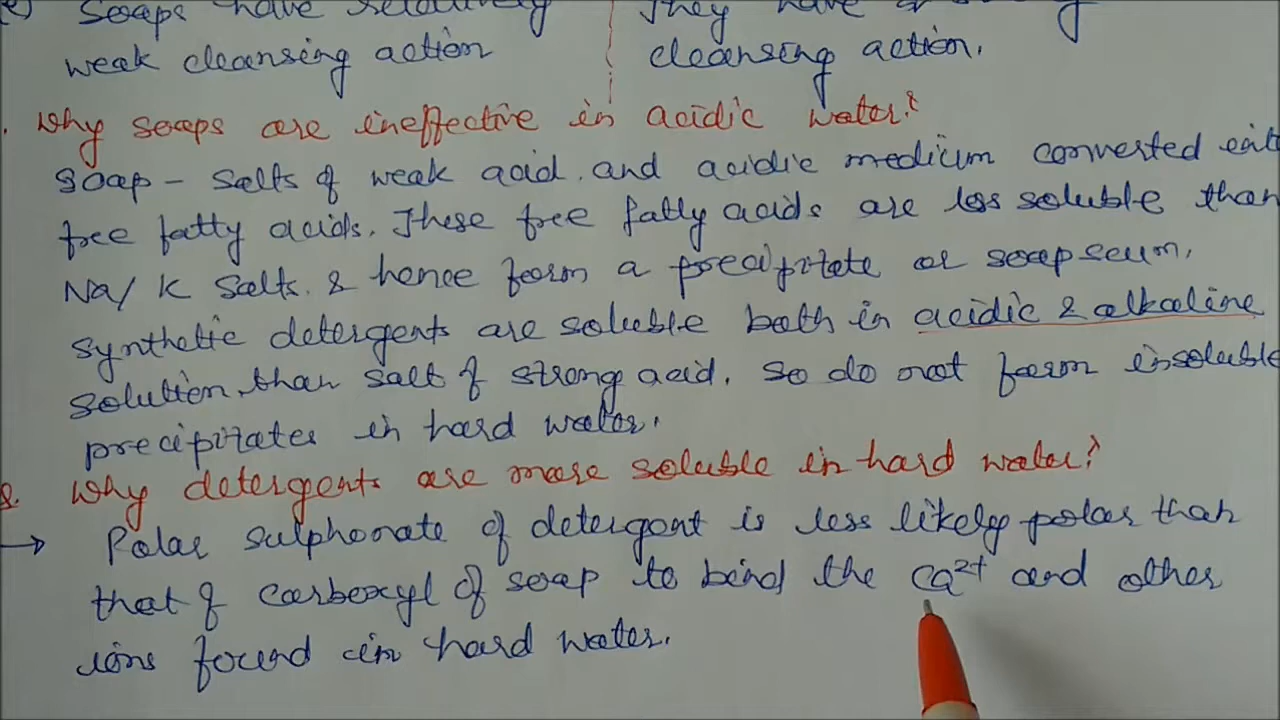 e) Soaps have relatively They have
weak cleansing action cleansing action.
. Why soaps are ineffective in acidic water?
Soap - Salts of weak acid. and acidic medium converted
free fatty acids. These free fatty acids are less soluble than
Na/ K salts. & hence form a precipitate or soap scum.
synthetic detergents are soluble both in acidic & alkaline
solution than salt of strong acid. So do not form insoluble
precipitates in hard water.
Q. Why detergents are more soluble in hard water?
→ Polar sulphonate of detergent is less likely polar than
that of carboxyl of soap to bind the Ca²⁺ and other
ions found in hard water.